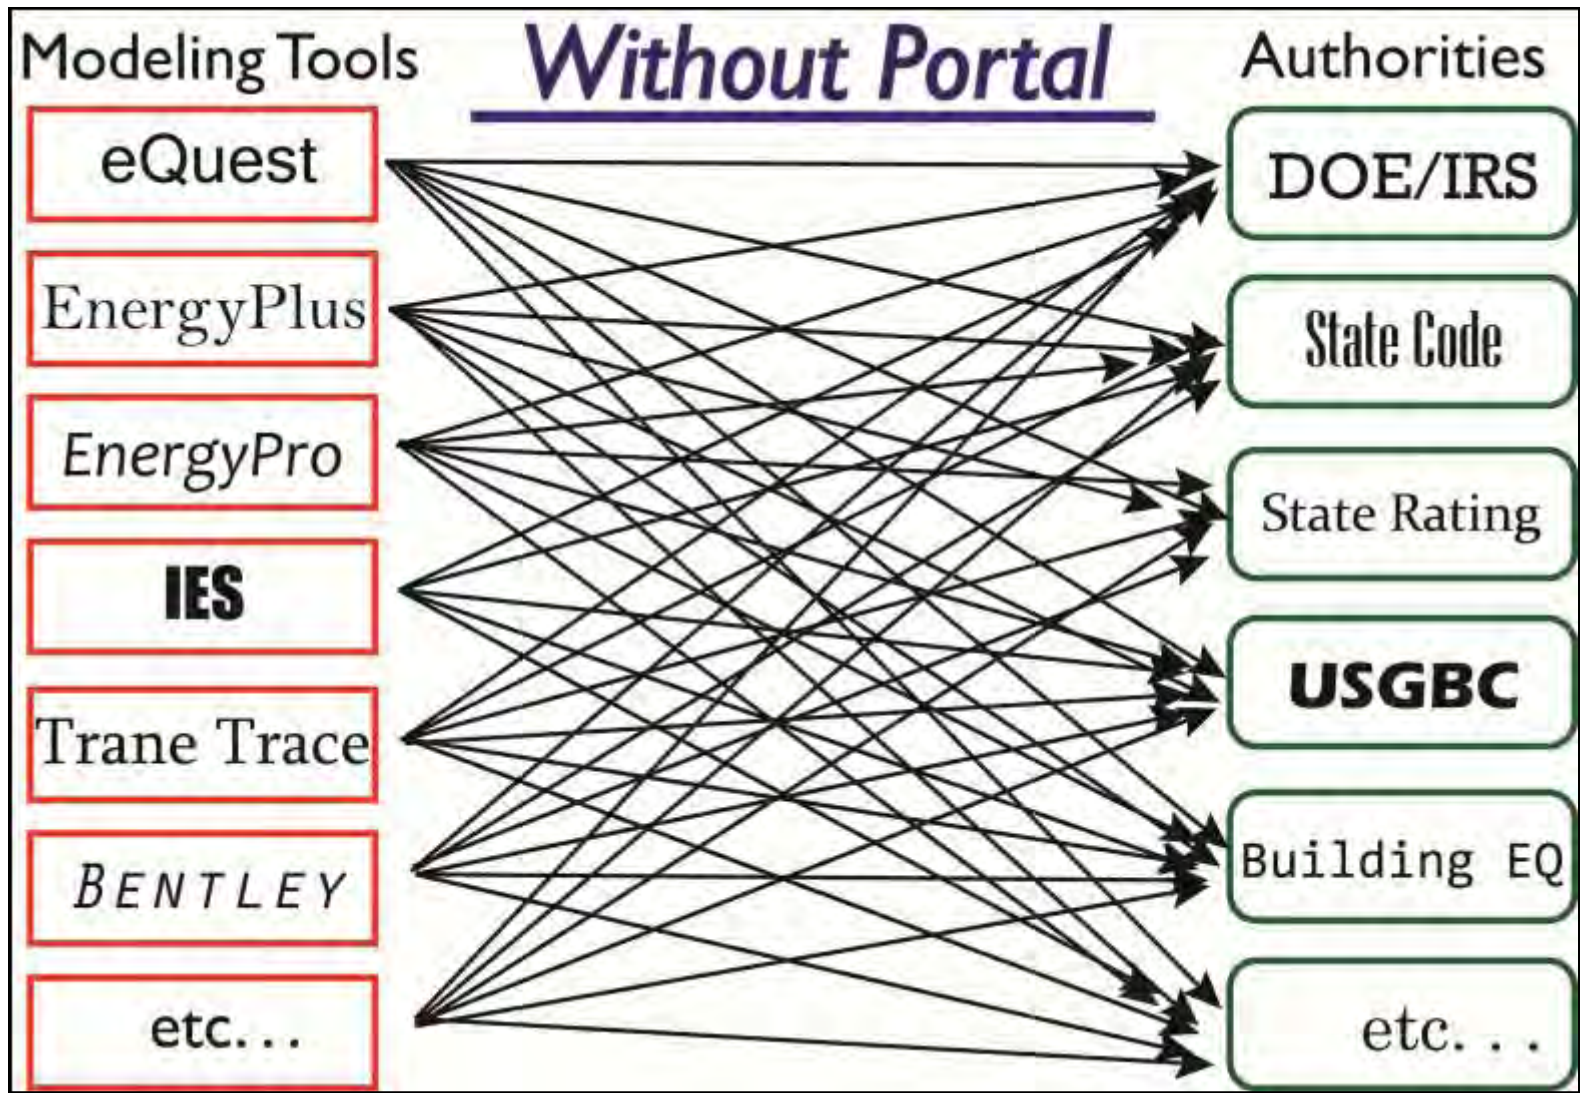 Modeling Tools
Without Portal
Authorities
eQuest
EnergyPlus
EnergyPro
IES
Trane Trace
BENTLEY
etc...
DOE/IRS
State Code
State Rating
USGBC
Building EQ
etc. . .